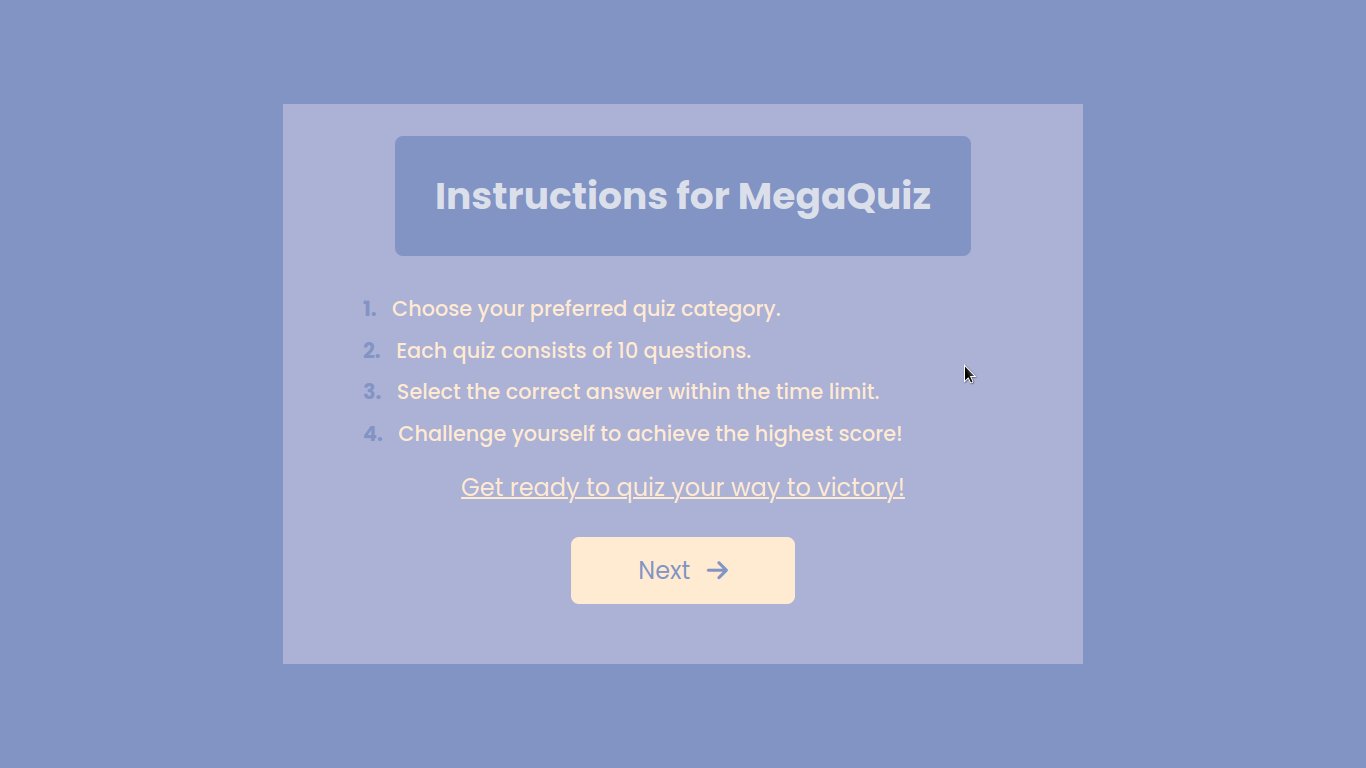 Instructions for MegaQuiz
1. Choose your preferred quiz category.
2. Each quiz consists of 10 questions.
3. Select the correct answer within the time limit.
4. Challenge yourself to achieve the highest score!
Get ready to quiz your way to victory!
Next →